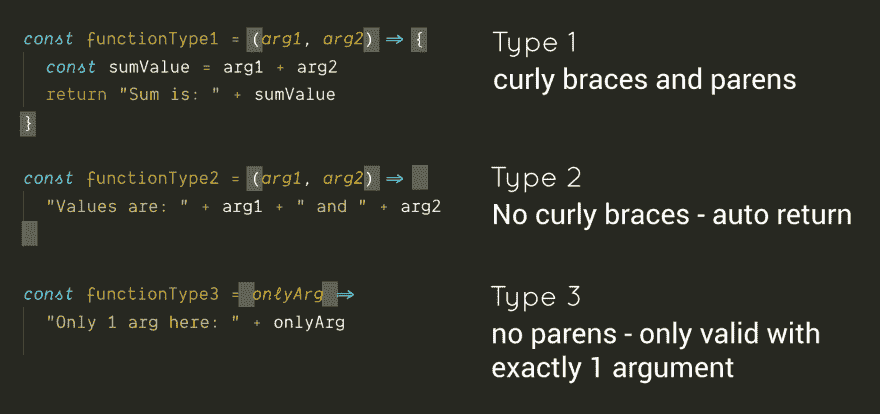 const functionType1 = (arg1, arg2) => {
const sumValue = arg1 + arg2
return "Sum is: " + sumValue
}
Type 1
curly braces and parens
const functionType2 = (arg1, arg2) =>
"Values are: " + arg1 + " and " + arg2
Type 2
No curly braces - auto return
const functionType3 = onlyArg =>
"Only 1 arg here: " + onlyArg
Type 3
no parens - only valid with
exactly 1 argument